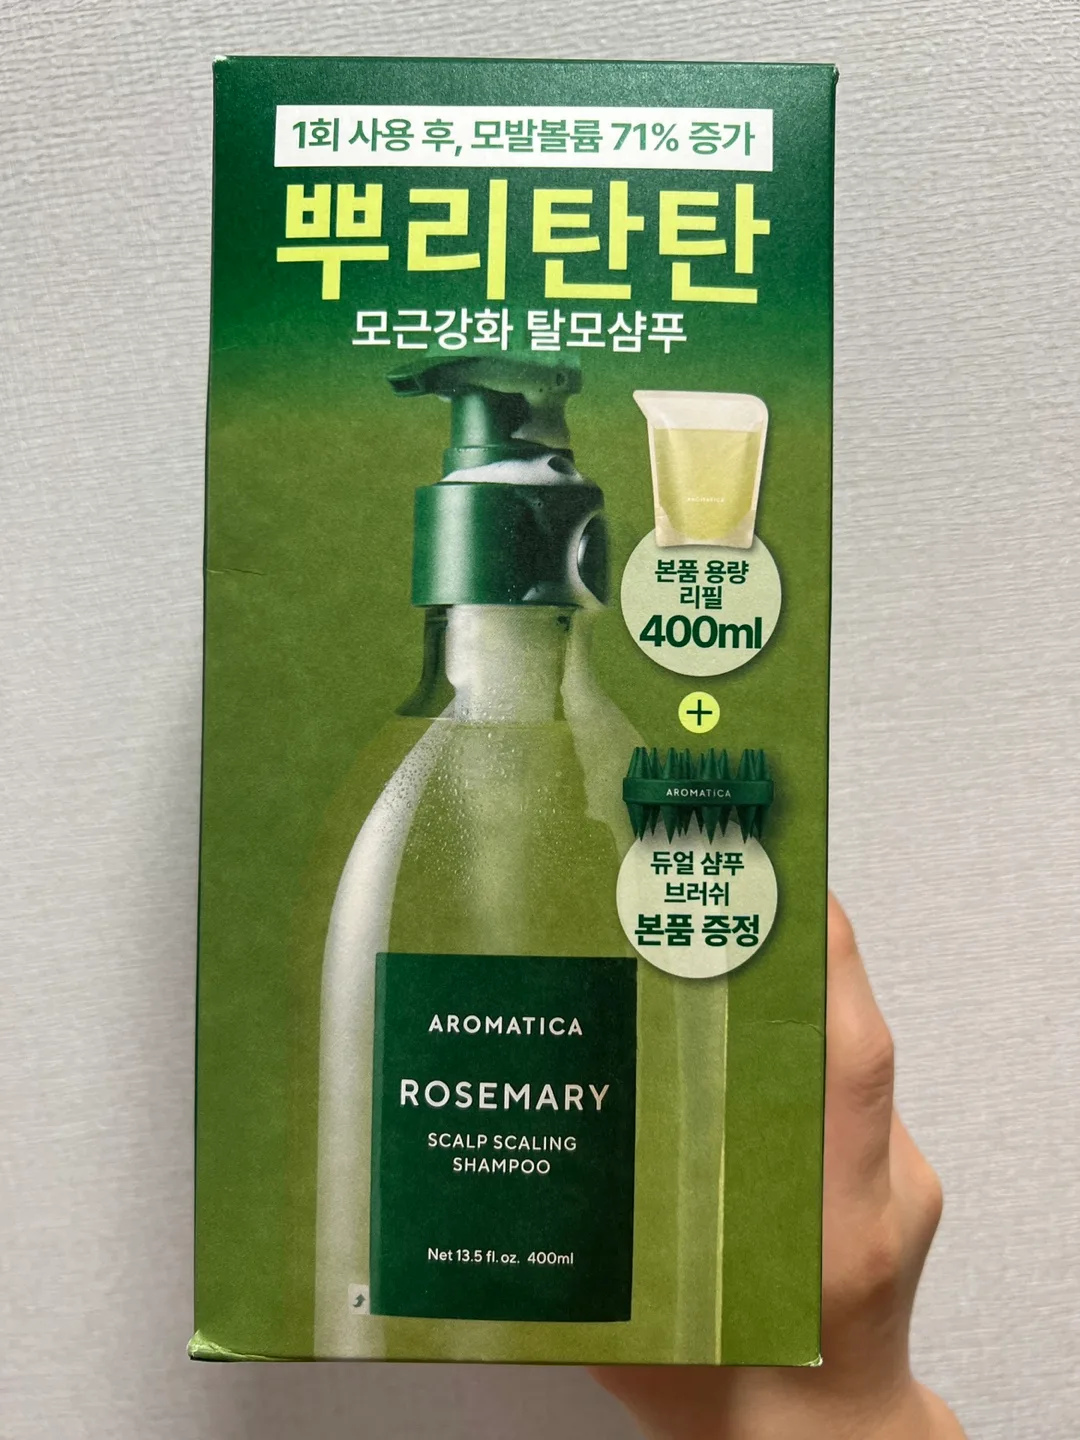 1회 사용 후, 모발볼륨 71% 증가
뿌리탄탄
모근강화 탈모샴푸
AROMATICA
본품 용량
리필
400ml
+
AROMATICA
듀얼 샴푸
브러쉬
본품 증정
AROMATICA
ROSEMARY
SCALP SCALING
SHAMPOO
Net 13.5 fl. oz. 400ml